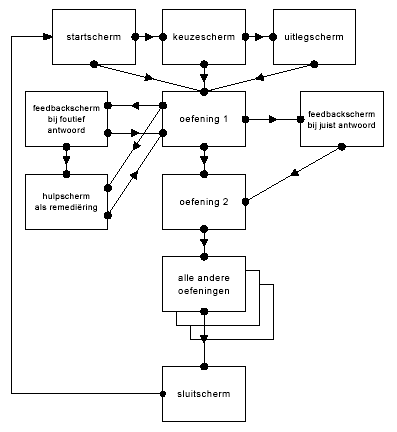 startscherm
keuzescherm
uitlegscherm
feedbackscherm
bij foutief
antwoord
oefening 1
feedbackscherm
bij juist antwoord
hulpscherm
als remediëring
oefening 2
alle andere
oefeningen
sluitscherm